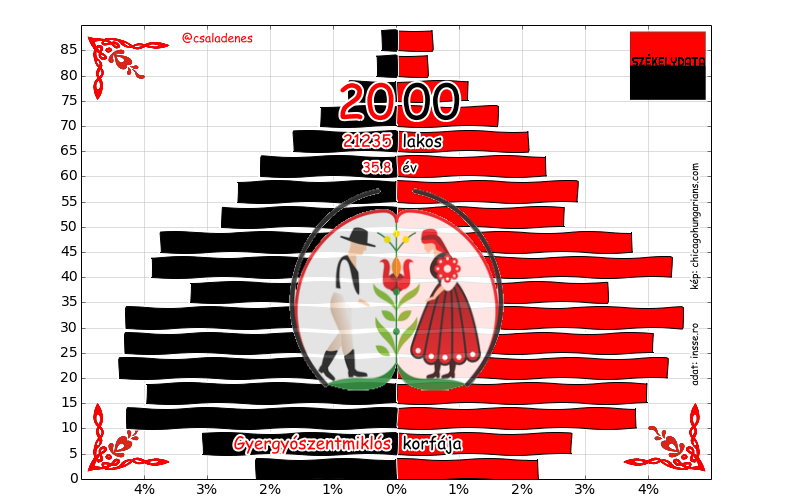 @csaladenes
SZÉKELYDATA
2000
21235 lakos
35.8 év
kép: chicagohungarians.com
adat: insse.ro
Gyergyószentmiklós korfája
85
80
75
70
65
60
55
50
45
40
35
30
25
20
15
10
5
0
4% 3% 2% 1% 0% 1% 2% 3% 4%